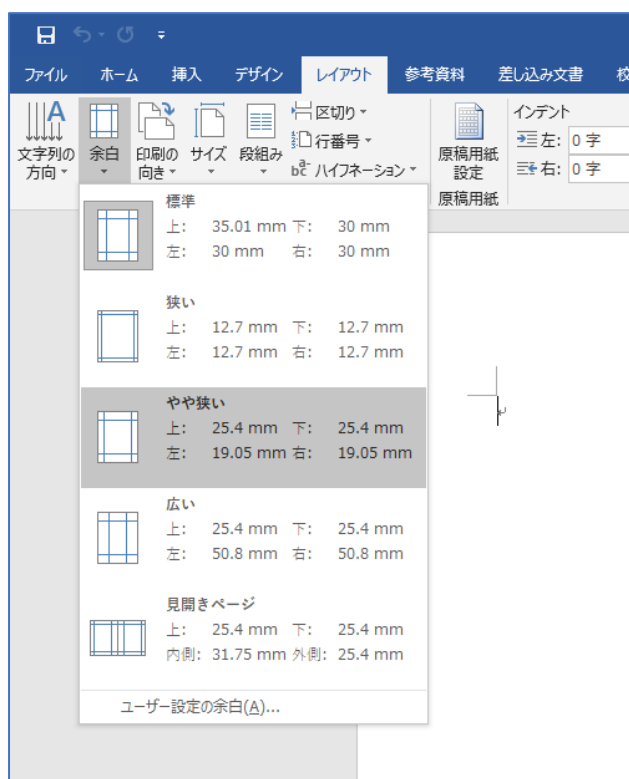 ファイル ホーム 挿入 デザイン レイアウト 参考資料 差し込み文書
文字列の方向
余白
印刷の向き
サイズ
段組み
区切り
行番号
ハイフネーション
原稿用紙設定
原稿用紙
インデント
左: 0 字
右: 0 字
標準
上: 35.01 mm 下: 30 mm
左: 30 mm 右: 30 mm
狭い
上: 12.7 mm 下: 12.7 mm
左: 12.7 mm 右: 12.7 mm
やや狭い
上: 25.4 mm 下: 25.4 mm
左: 19.05 mm 右: 19.05 mm
広い
上: 25.4 mm 下: 25.4 mm
左: 50.8 mm 右: 50.8 mm
見開きページ
上: 25.4 mm 下: 25.4 mm
内側: 31.75 mm 外側: 25.4 mm
ユーザー設定の余白(A)...